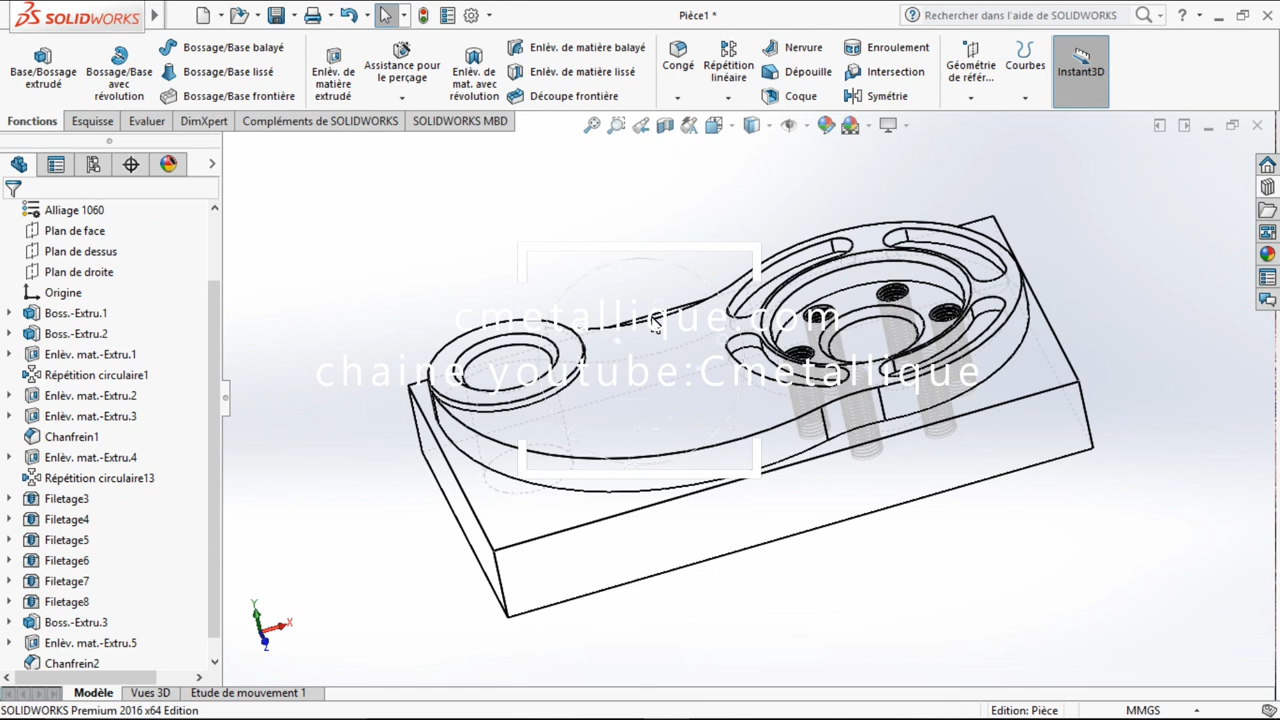 SOLIDWORKS
Pièce1 *
Rechercher dans l'aide de SOLIDWORKS
Base/Bossage extrudé
Bossage/Base avec révolution
Bossage/Base balayé
Bossage/Base lissé
Bossage/Base frontière
Enlèv. de matière extrudé
Assistance pour le perçage
Enlèv. de mat. avec révolution
Enlèv. de matière balayé
Enlèv. de matière lissé
Découpe frontière
Congé
Répétition linéaire
Nervure
Dépouille
Coque
Enroulement
Intersection
Symétrie
Géométrie de référ...
Courbes
Instant3D
Fonctions
Esquisse
Evaluer
DimXpert
Compléments de SOLIDWORKS
SOLIDWORKS MBD
Alliage 1060
Plan de face
Plan de dessus
Plan de droite
Origine
Boss.-Extru.1
Boss.-Extru.2
Enlèv. mat.-Extru.1
Répétition circulaire1
Enlèv. mat.-Extru.2
Enlèv. mat.-Extru.3
Chanfrein1
Enlèv. mat.-Extru.4
Répétition circulaire13
Filetage3
Filetage4
Filetage5
Filetage6
Filetage7
Filetage8
Boss.-Extru.3
Enlèv. mat.-Extru.5
Chanfrein2
cmetallique.com
chaine youtube:Cmetallique
Y
X
Z
Modèle
Vues 3D
Etude de mouvement 1
SOLIDWORKS Premium 2016 x64 Edition
Edition: Pièce
MMGS